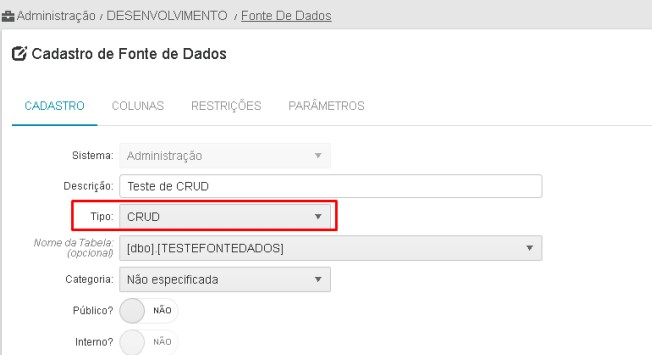 Administração / DESENVOLVIMENTO / Fonte De Dados
Cadastro de Fonte de Dados
CADASTRO COLUNAS RESTRIÇÕES PARÂMETROS
Sistema: Administração
Descrição: Teste de CRUD
Tipo: CRUD
Nome da Tabela: (opcional) [dbo].[TESTEFONTEDADOS]
Categoria: Não especificada
Público? NÃO
Interno? NÃO